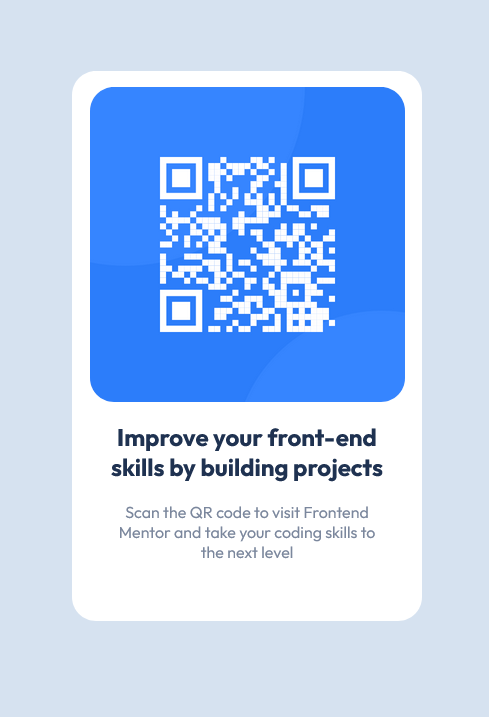 Improve your front-end
skills by building projects
Scan the QR code to visit Frontend
Mentor and take your coding skills to
the next level